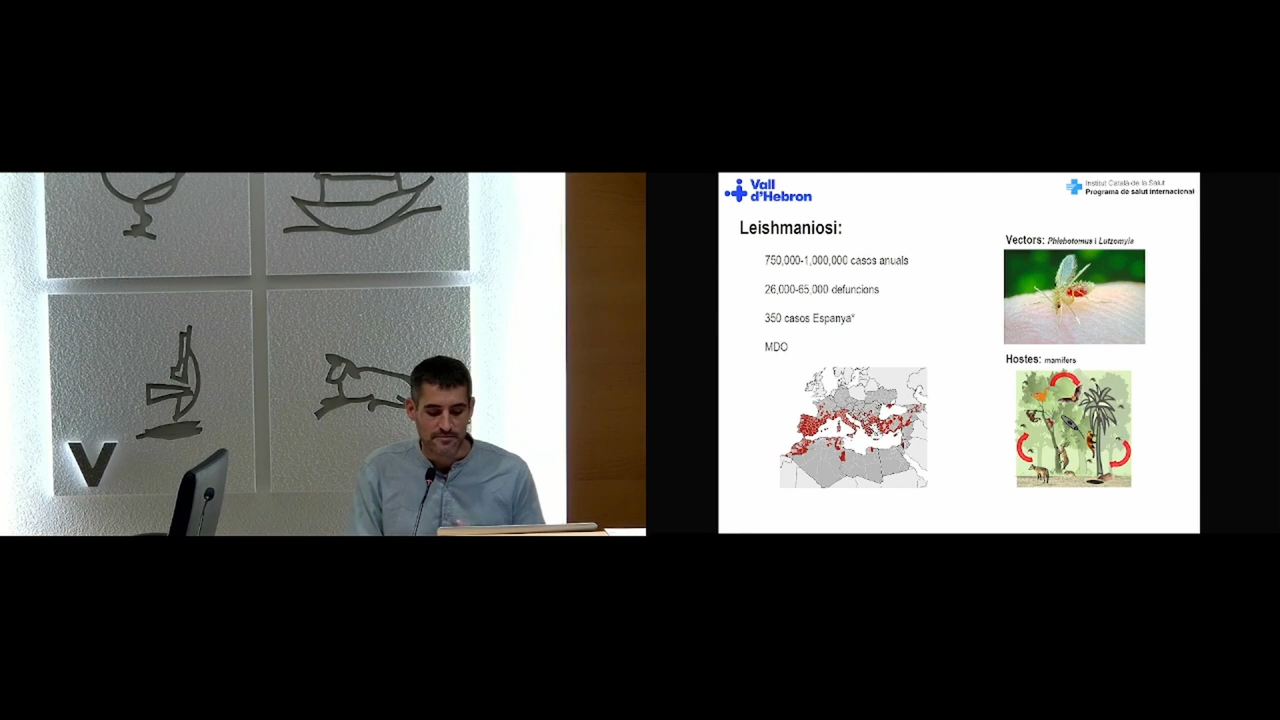 V
Vall
d'Hebron
Institut Català de la Salut
Programa de salut internacional
Leishmaniosi:
750,000-1,000,000 casos anuals
26,000-65,000 defuncions
350 casos Espanya*
MDO
Vectors: Phlebotomus i Lutzomyia
Hostes: mamífers